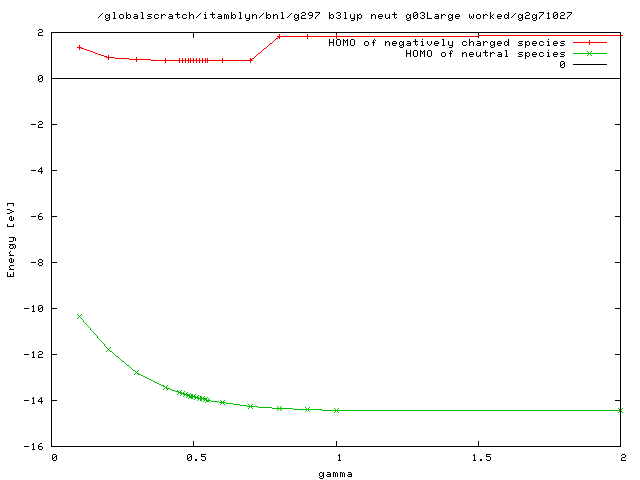 /globalscratch/itamblyn/bnl/g297 b3lyp neut g03Large worked/g2g71027
2
HOMO of negatively charged species
HOMO of neutral species
0
0
-2
-4
-6
Energy [eV]
-8
-10
-12
-14
-16
0 0.5 1 1.5 2
gamma